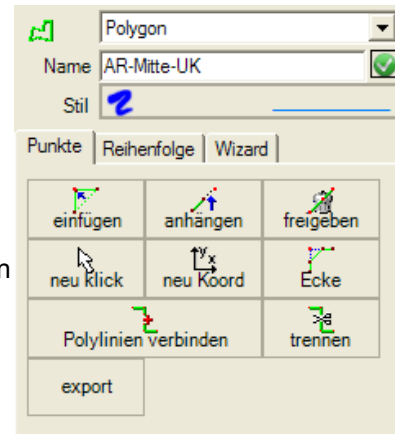 Polygon
Name AR-Mitte-UK
Stil
Punkte Reihenfolge Wizard
einfügen anhängen freigeben
n neu klick neu Koord Ecke
Polylinien verbinden trennen
export